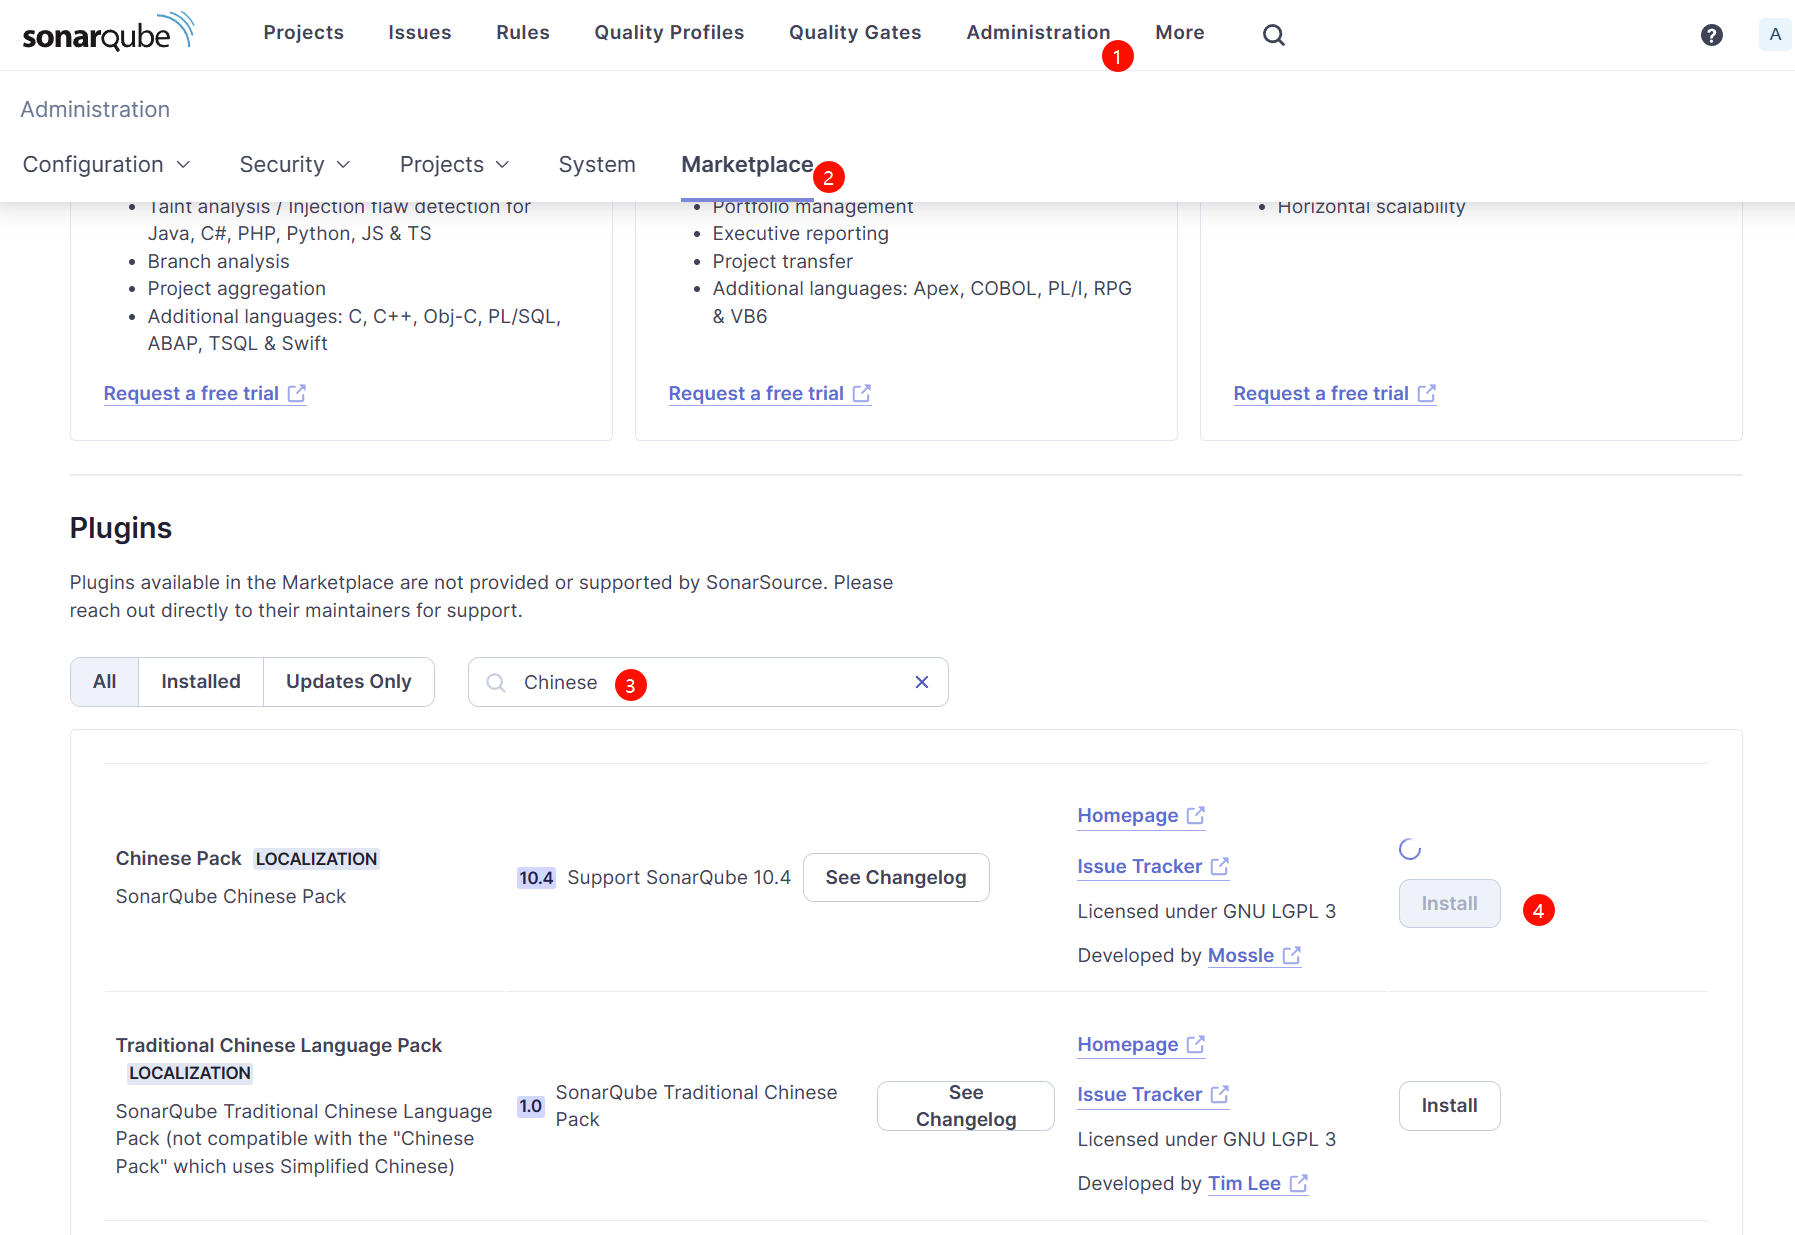 sonarqube Projects Issues Rules Quality Profiles Quality Gates Administration 1 More ? A
Administration
Configuration Security Projects System Marketplace 2
Taint analysis / Injection flaw detection for
Java, C#, PHP, Python, JS & TS
Branch analysis
Project aggregation
Additional languages: C, C++, Obj-C, PL/SQL,
ABAP, TSQL & Swift
Request a free trial
Portfolio management
Executive reporting
Project transfer
Additional languages: Apex, COBOL, PL/I, RPG
& VB6
Request a free trial
Horizontal scalability
Request a free trial
Plugins
Plugins available in the Marketplace are not provided or supported by SonarSource. Please
reach out directly to their maintainers for support.
All Installed Updates Only Chinese 3
Chinese Pack LOCALIZATION
SonarQube Chinese Pack
10.4 Support SonarQube 10.4 See Changelog
Homepage
Issue Tracker
Licensed under GNU LGPL 3
Developed by Mossle
Install 4
Traditional Chinese Language Pack
LOCALIZATION
SonarQube Traditional Chinese Language
Pack (not compatible with the "Chinese
Pack" which uses Simplified Chinese)
1.0 SonarQube Traditional Chinese
Pack
See
Changelog
Homepage
Issue Tracker
Licensed under GNU LGPL 3
Developed by Tim Lee
Install